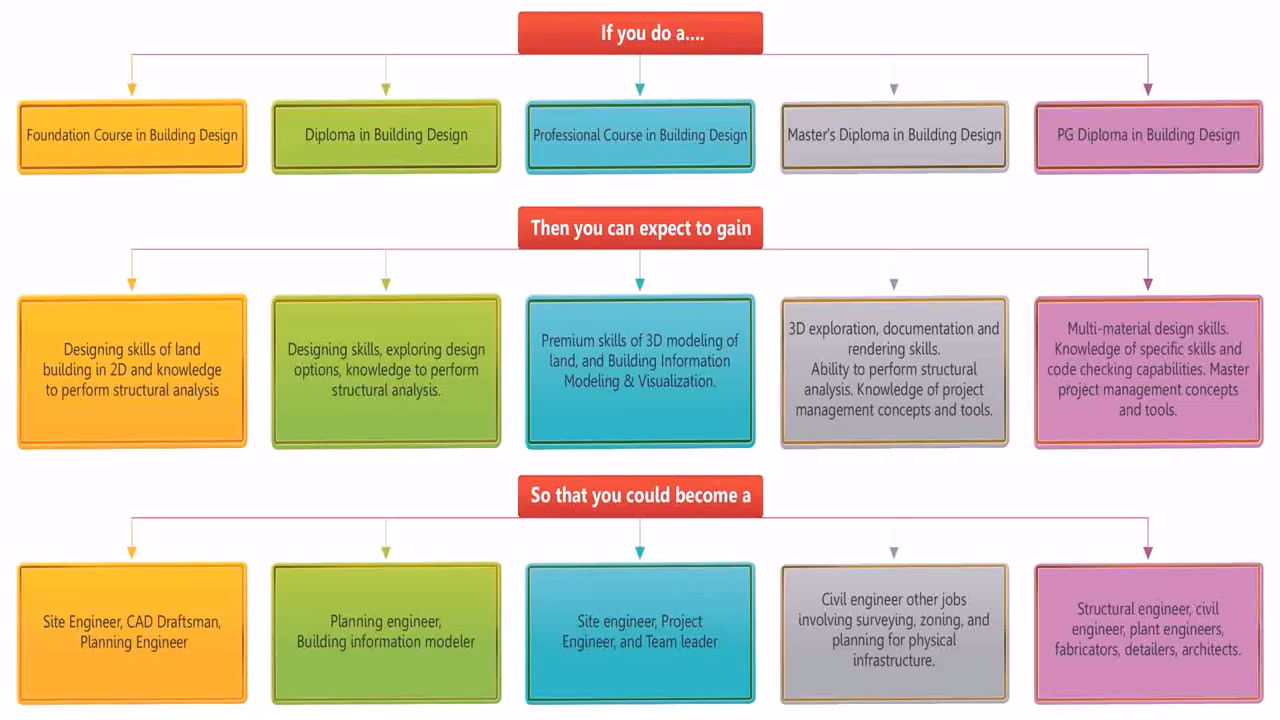 If you do a....
Foundation Course in Building Design
Diploma in Building Design
Professional Course in Building Design
Master's Diploma in Building Design
PG Diploma in Building Design
Then you can expect to gain
Designing skills of land
building in 2D and knowledge
to perform structural analysis
Designing skills, exploring design
options, knowledge to perform
structural analysis.
Premium skills of 3D modeling of
land, and Building Information
Modeling & Visualization.
3D exploration, documentation and
rendering skills.
Ability to perform structural
analysis. Knowledge of project
management concepts and tools.
Multi-material design skills.
Knowledge of specific skills and
code checking capabilities. Master
project management concepts
and tools.
So that you could become a
Site Engineer, CAD Draftsman,
Planning Engineer
Planning engineer,
Building information modeler
Site engineer, Project
Engineer, and Team leader
Civil engineer other jobs
involving surveying, zoning, and
planning for physical
infrastructure.
Structural engineer, civil
engineer, plant engineers,
fabricators, detailers, architects.